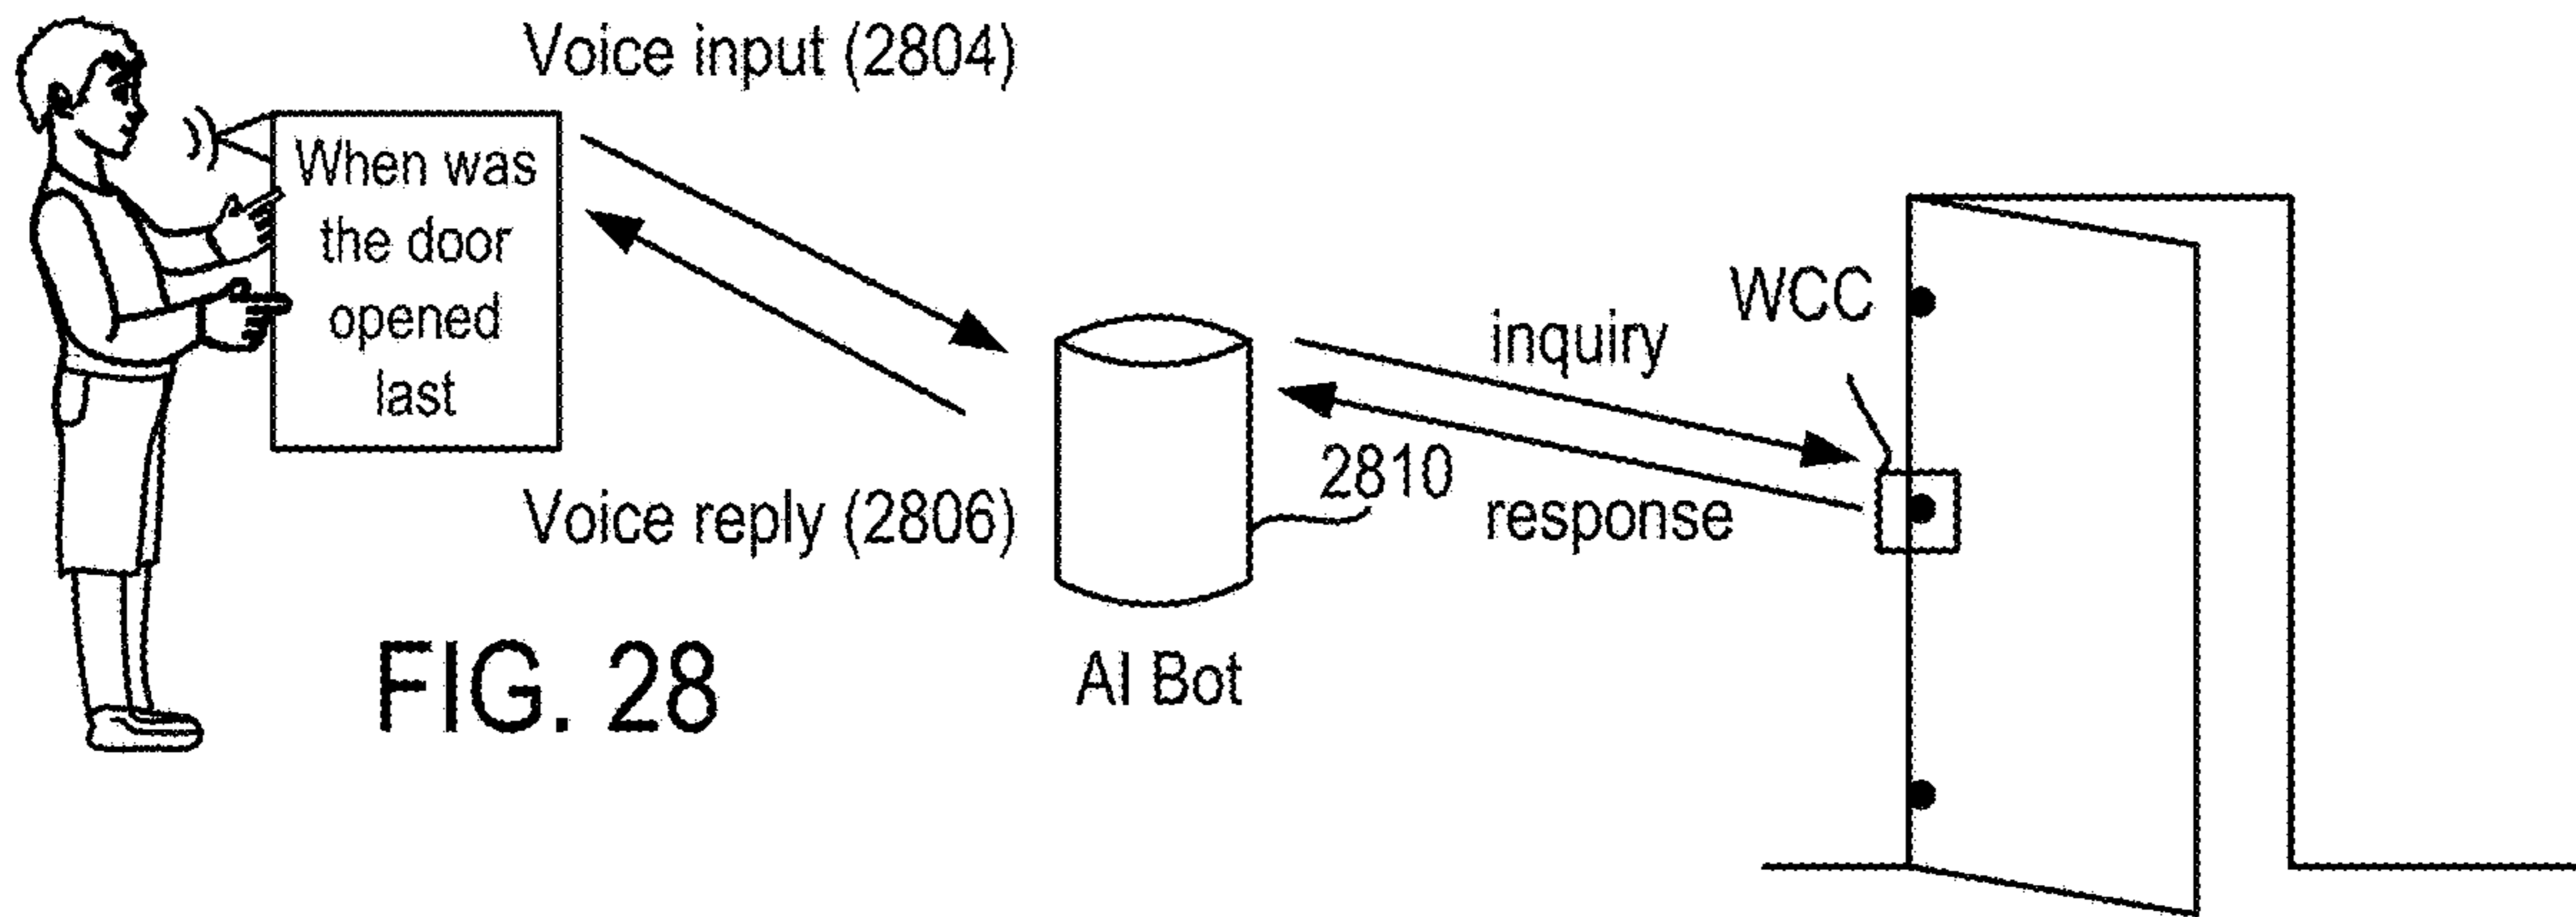 Voice input (2804)
When was
the door
opened
last
WCC
inquiry
2810
response
Voice reply (2806)
AI Bot
FIG. 28